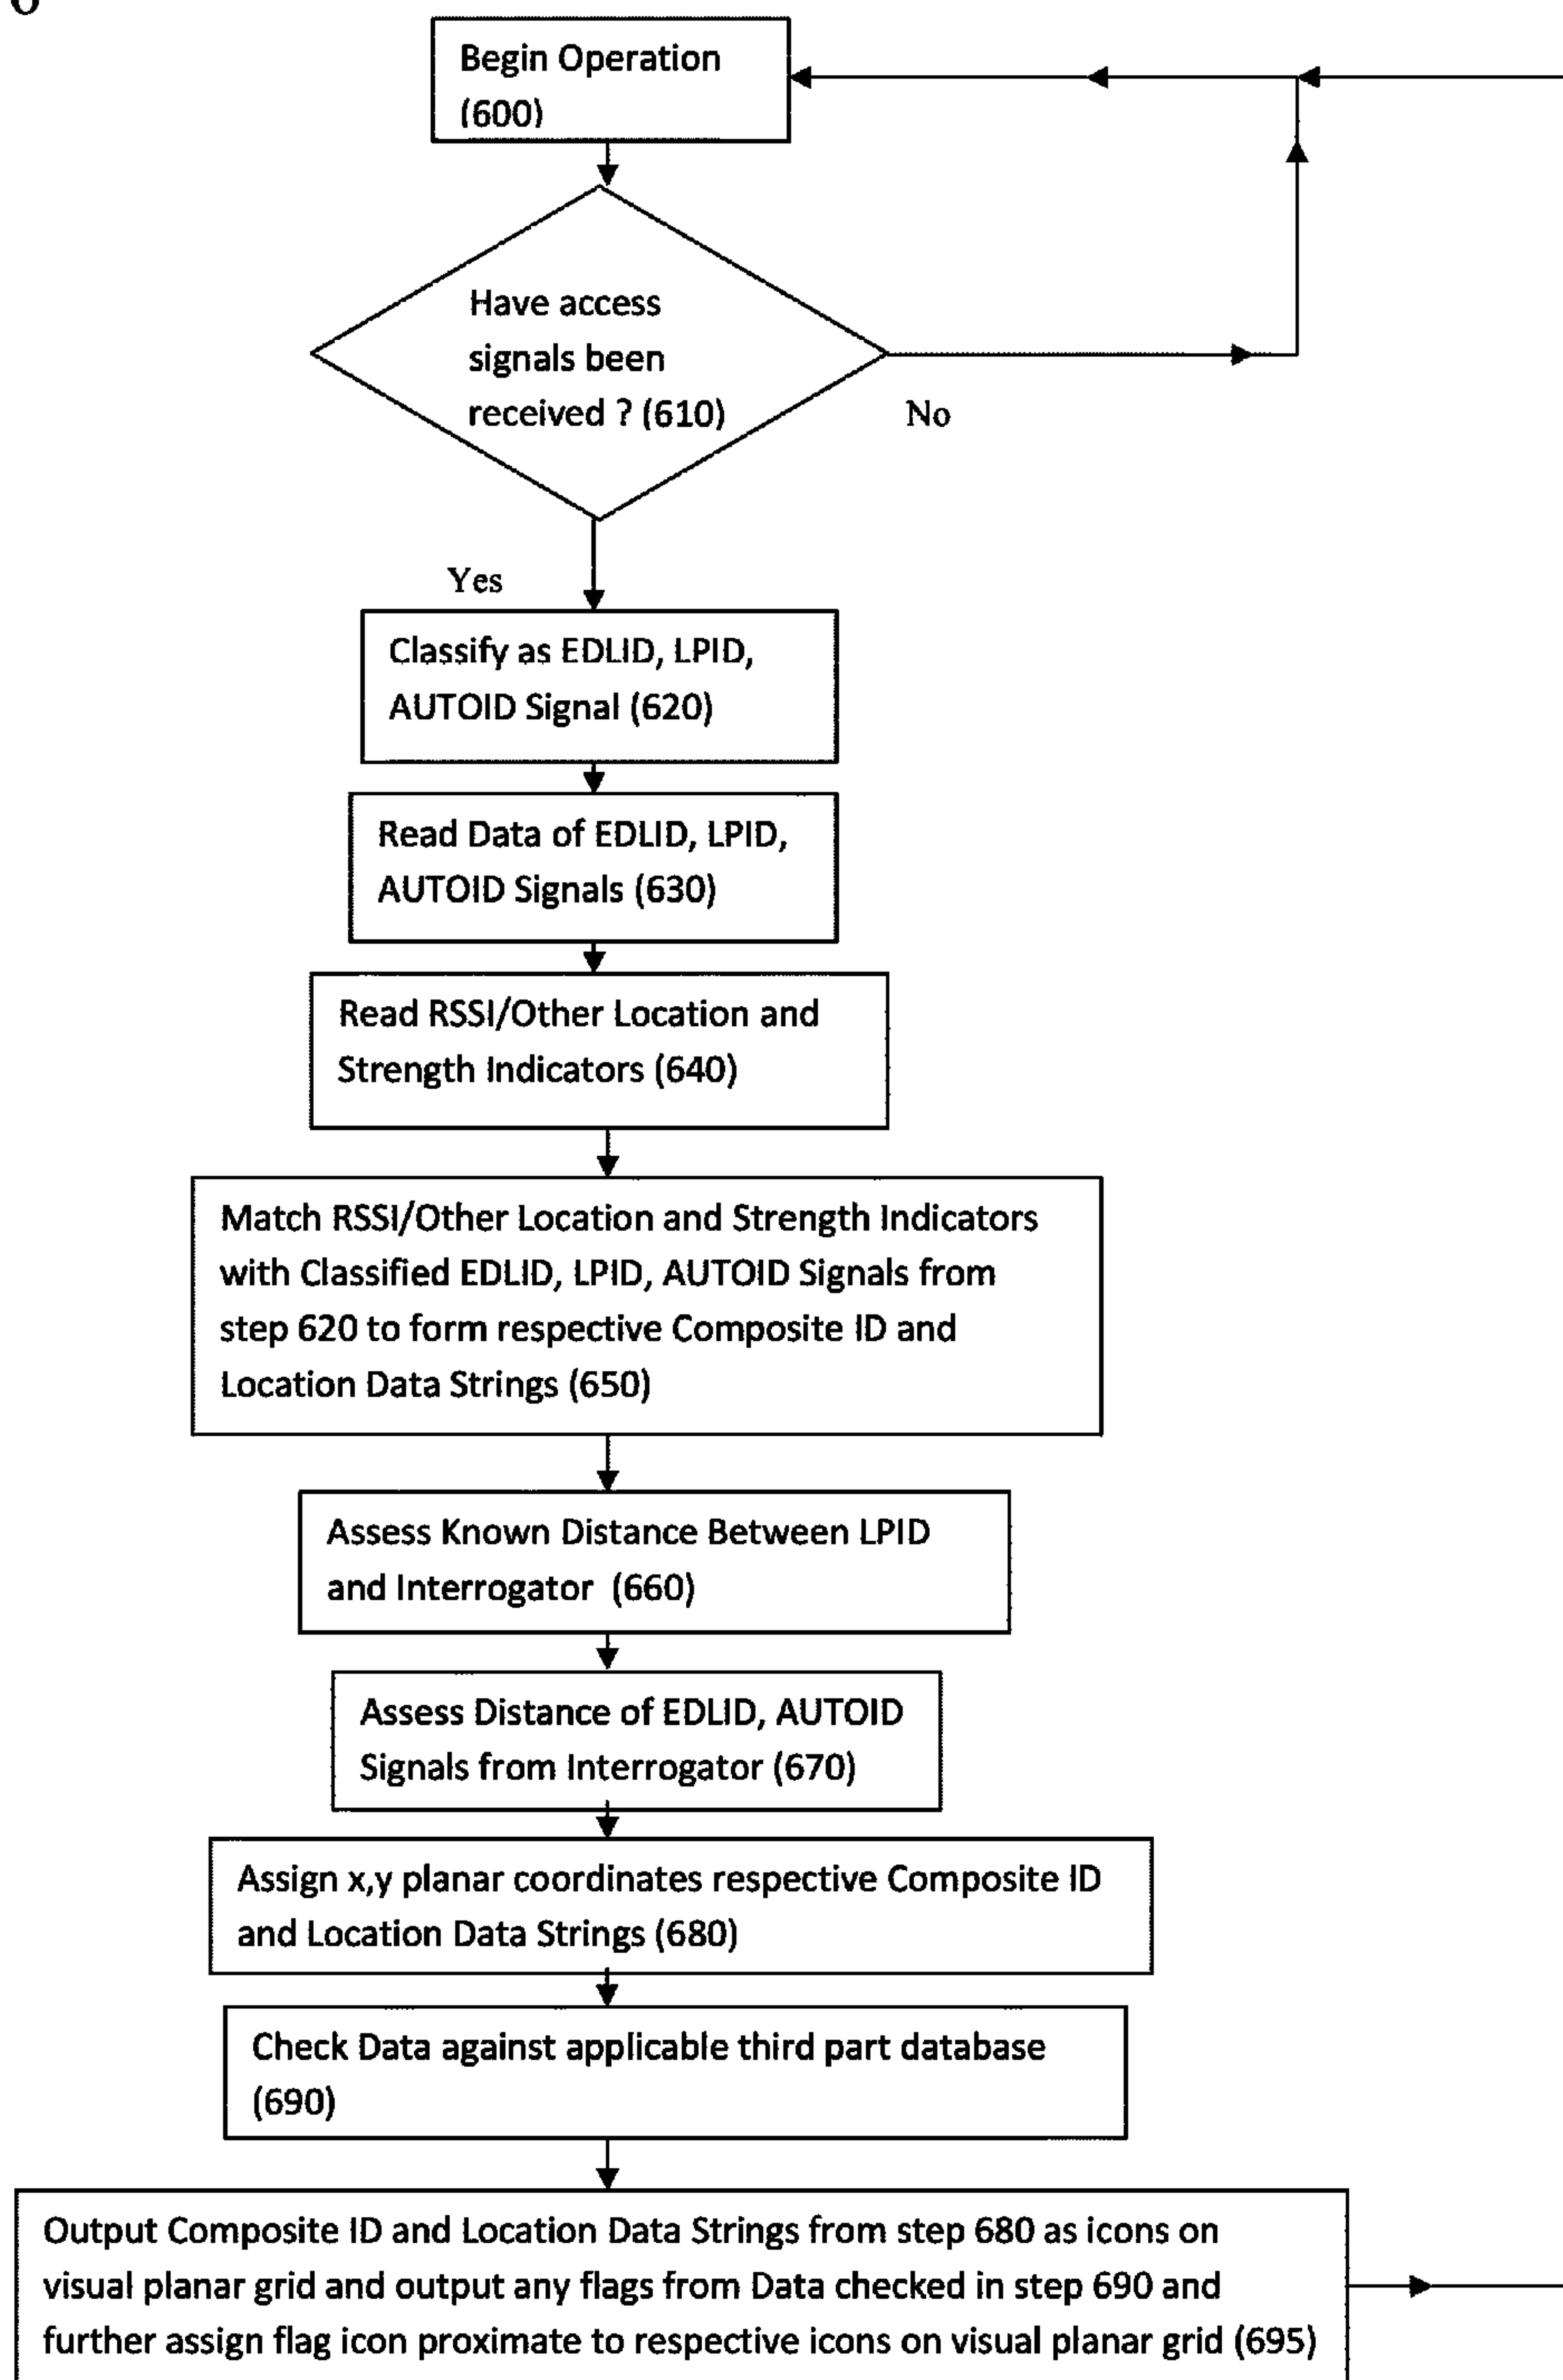 Begin Operation
(600)
Have access
signals been
received ? (610)
No
Yes
Classify as EDLID, LPID,
AUTOID Signal (620)
Read Data of EDLID, LPID,
AUTOID Signals (630)
Read RSSI/Other Location and
Strength Indicators (640)
Match RSSI/Other Location and Strength Indicators
with Classified EDLID, LPID, AUTOID Signals from
step 620 to form respective Composite ID and
Location Data Strings (650)
Assess Known Distance Between LPID
and Interrogator (660)
Assess Distance of EDLID, AUTOID
Signals from Interrogator (670)
Assign x,y planar coordinates respective Composite ID
and Location Data Strings (680)
Check Data against applicable third part database
(690)
Output Composite ID and Location Data Strings from step 680 as icons on
visual planar grid and output any flags from Data checked in step 690 and
further assign flag icon proximate to respective icons on visual planar grid (695)